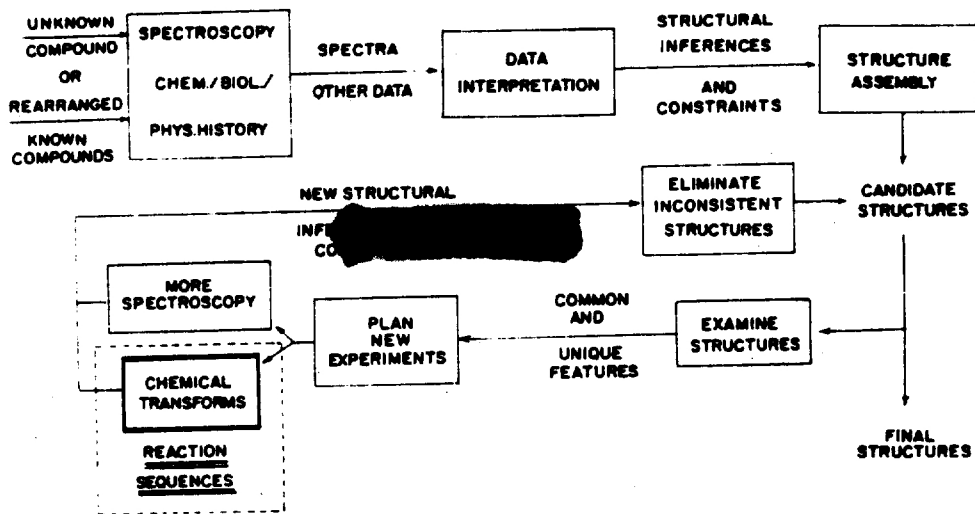 UNKNOWN
COMPOUND
OR
REARRANGED
KNOWN
COMPOUNDS
SPECTROSCOPY
CHEM./BIOL./
PHYS.HISTORY
SPECTRA
OTHER DATA
DATA
INTERPRETATION
STRUCTURAL
INFERENCES
AND
CONSTRAINTS
STRUCTURE
ASSEMBLY
NEW STRUCTURAL
ELIMINATE
INCONSISTENT
STRUCTURES
CANDIDATE
STRUCTURES
MORE
SPECTROSCOPY
PLAN
NEW
EXPERIMENTS
COMMON
AND
UNIQUE
FEATURES
EXAMINE
STRUCTURES
CHEMICAL
TRANSFORMS
REACTION
SEQUENCES
FINAL
STRUCTURES